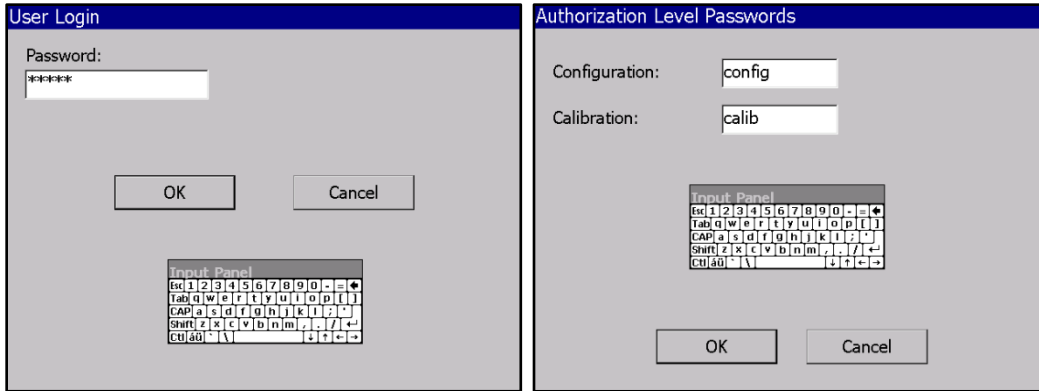 User Login
Password:
*****
OK Cancel
Input Panel
Esc 1 2 3 4 5 6 7 8 9 0 - =
Tab q w e r t y u i o p [ ]
CAP a s d f g h j k l ; '
Shift z x c v b n m , . /
Ctl áü ` \
Authorization Level Passwords
Configuration: config
Calibration: calib
Input Panel
Esc 1 2 3 4 5 6 7 8 9 0 - =
Tab q w e r t y u i o p [ ]
CAP a s d f g h j k l ; '
Shift z x c v b n m , . /
Ctl áü ` \
OK Cancel